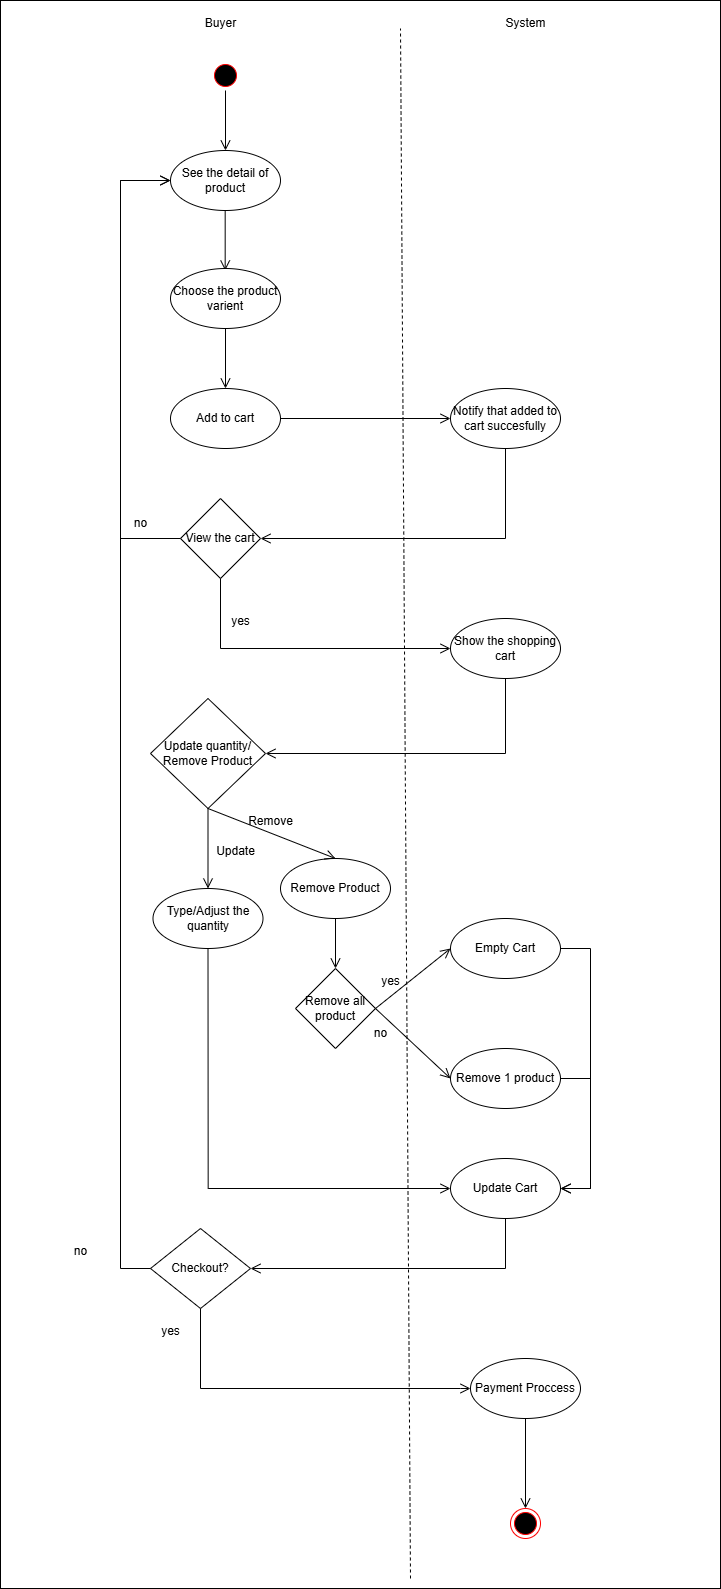 Buyer
System
See the detail of
product
Choose the product
varient
Add to cart
Notify that added to
cart succesfully
no
View the cart
yes
Show the shopping
cart
Update quantity/
Remove Product
Remove
Update
Remove Product
Type/Adjust the
quantity
Empty Cart
yes
Remove all
product
no
Remove 1 product
Update Cart
no
Checkout?
yes
Payment Proccess